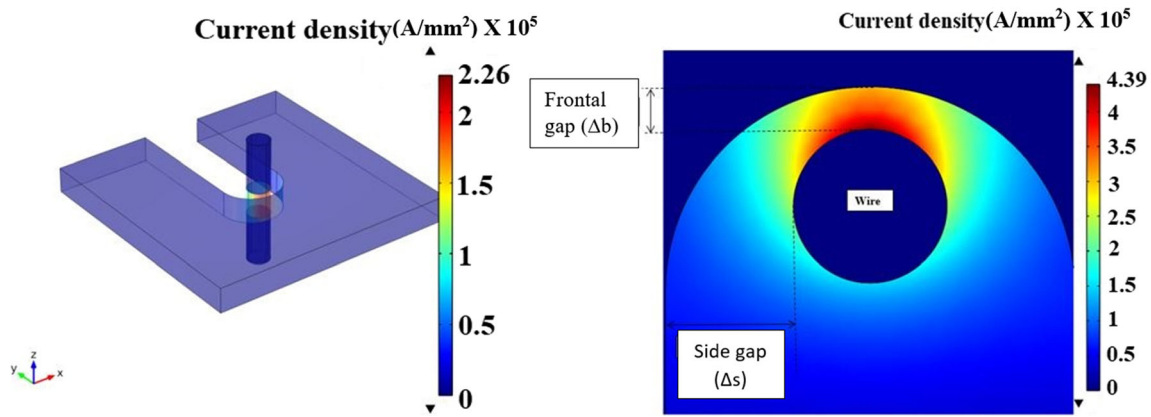 Current density(A/mm²) X 10⁵
2.26
2
1.5
1
0.5
0
z
y
x
Current density(A/mm²) X 10⁵
4.39
4
3.5
3
2.5
2
1.5
1
0.5
0
Frontal
gap (Δb)
Wire
Side gap
(Δs)